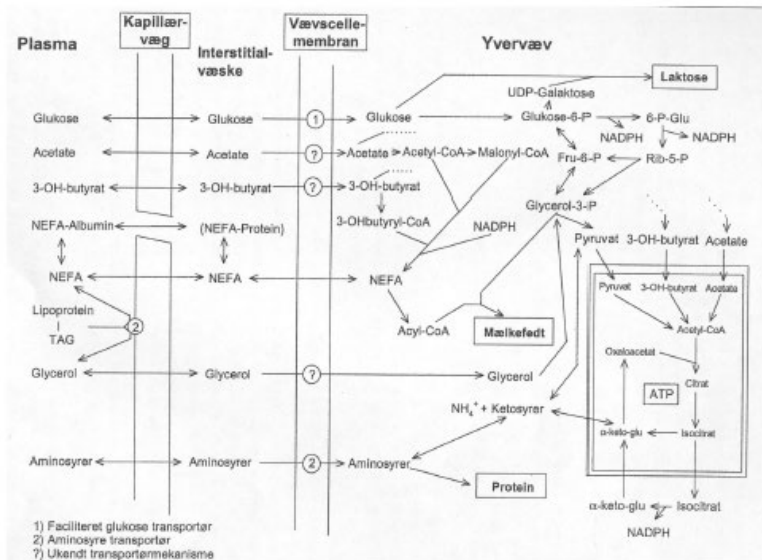 Plasma
Kapillær-
væg
Interstitial-
væske
Vævscelle-
membran
Yvervæv
Laktose
UDP-Galaktose
Glukose
Glukose
1
Glukose
Glukose-6-P
6-P-Glu
NADPH
NADPH
Acetate
Acetate
?
Acetate
Acetyl-CoA
Malonyl-CoA
Fru-6-P
Rib-5-P
3-OH-butyrat
3-OH-butyrat
?
3-OH-butyrat
Glycerol-3-P
3-OHbutyryl-CoA
NADPH
NEFA-Albumin
(NEFA-Protein)
Pyruvat
3-OH-butyrat
Acetate
NEFA
NEFA
NEFA
Pyruvat
3-OH-butyrat
Acetate
Lipoprotein
TAG
2
Acyl-CoA
Mælkefedt
Acetyl-CoA
Oxaloacetat
Glycerol
Glycerol
?
Glycerol
Citrat
ATP
NH4+ + Ketosyrer
α-keto-glu
Isocitrat
Aminosyrer
Aminosyrer
2
Aminosyrer
Protein
α-keto-glu
Isocitrat
NADPH
1) Faciliteret glukose transportør
2) Aminosyre transportør
?) Ukendt transportørmekanisme